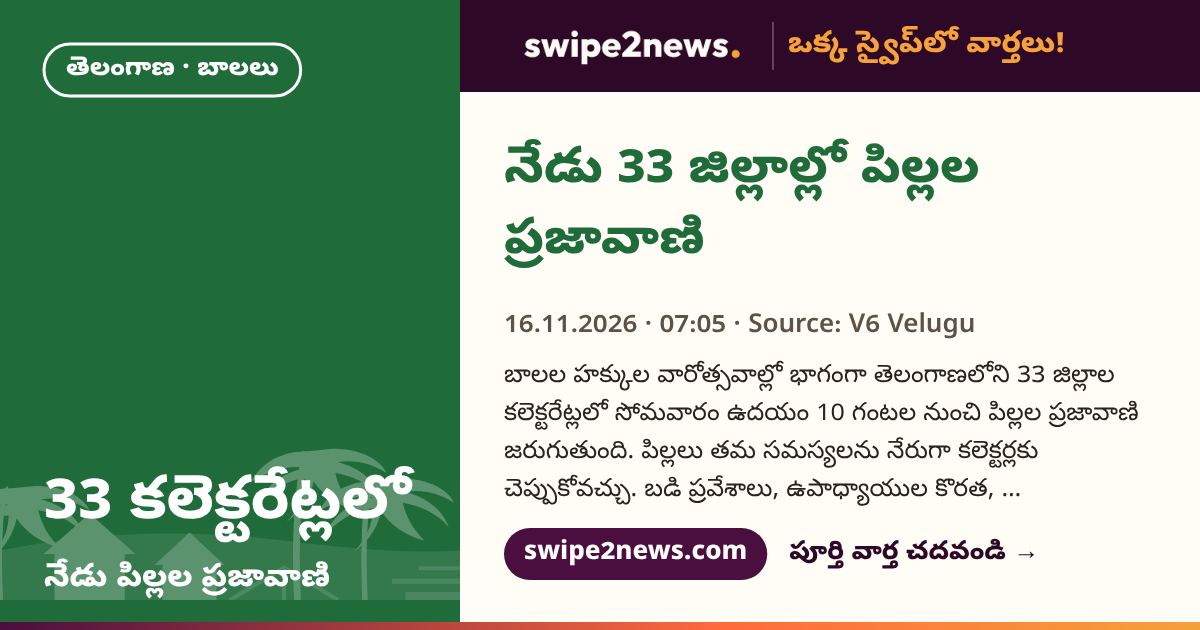 తెలంగాణ · బాలలు
33 కలెక్టరేట్లలో
నేడు పిల్లల ప్రజావాణి
swipe2news.
ఒక్క స్వైప్‌లో వార్తలు!
నేడు 33 జిల్లాల్లో పిల్లల
ప్రజావాణి
16.11.2026 · 07:05 · Source: V6 Velugu
బాలల హక్కుల వారోత్సవాల్లో భాగంగా తెలంగాణలోని 33 జిల్లాల
కలెక్టరేట్లలో సోమవారం ఉదయం 10 గంటల నుంచి పిల్లల ప్రజావాణి
జరుగుతుంది. పిల్లలు తమ సమస్యలను నేరుగా కలెక్టర్లకు
చెప్పుకోవచ్చు. బడి ప్రవేశాలు, ఉపాధ్యాయుల కొరత, ...
swipe2news.com
పూర్తి వార్త చదవండి →